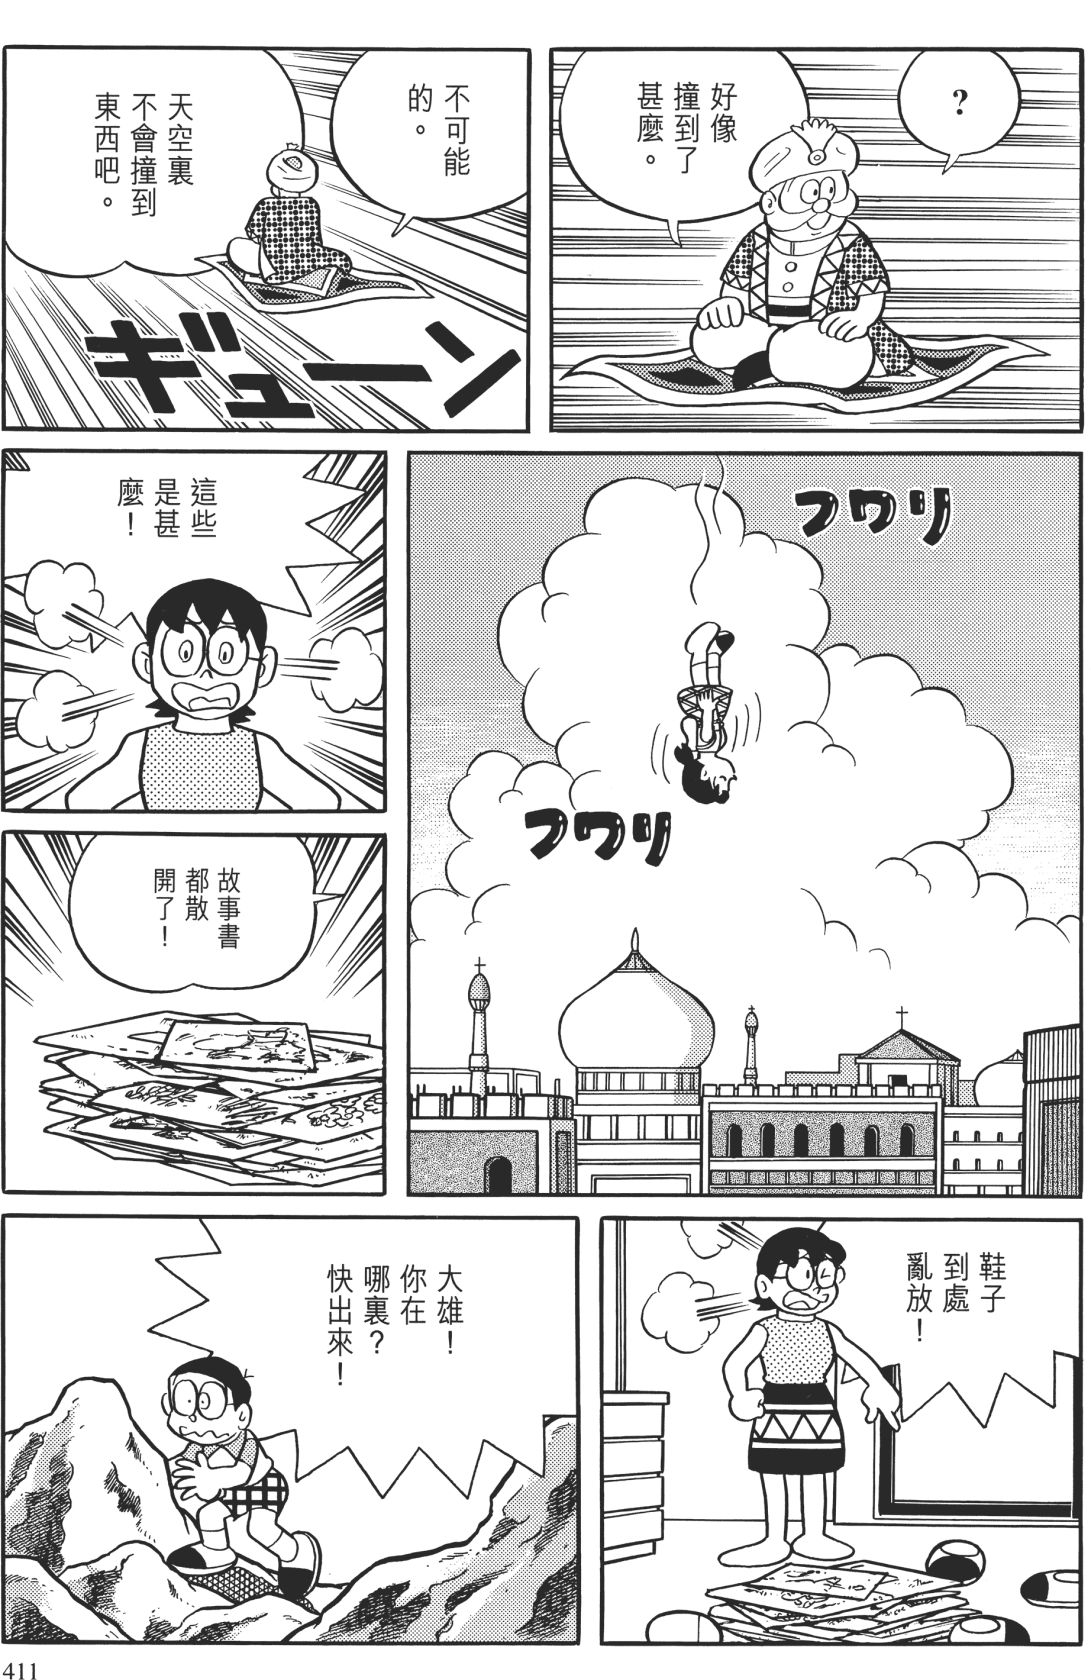 ?
好像
撞到了
甚麼。
不可能
的。
天空裏
不會撞到
東西吧。
ギューン
フワリ
フワリ
這些
是甚
麼！
故事書
都散
開了！
鞋子
到處
亂放！
大雄！
你在
哪裏？
快出來！
411